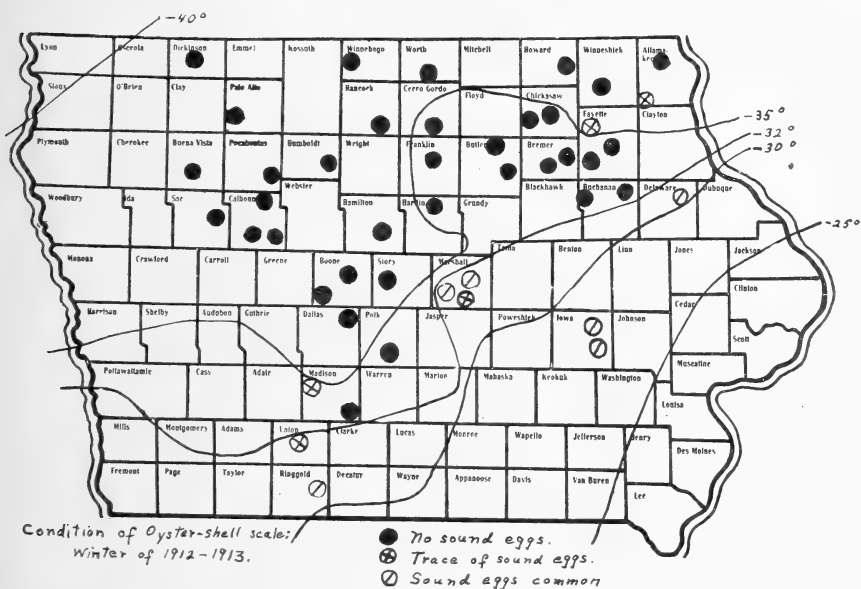 -40°
Lyon Osceola Dickinson Emmet Kossuth Winnebago Worth Mitchell Howard Winneshiek Allamakee
Sioux O'Brien Clay Palo Alto Hancock Cerro Gordo Floyd Chickasaw Fayette Clayton
-35°
-32°
-30°
Plymouth Cherokee Buena Vista Pocahontas Humboldt Wright Franklin Butler Bremer
Woodbury Ida Sac Calhoun Webster Hamilton Hardin Grundy Blackhawk Buchanan Delaware Dubuque
-25°
Monona Crawford Carroll Greene Boone Story Marshall Tama Benton Linn Jones Jackson
Clinton
Harrison Shelby Audobon Guthrie Dallas Polk Jasper Poweshiek Iowa Johnson Cedar
Scott
Muscatine
Pottawattamie Cass Adair Madison Warren Marion Mahaska Keokuk Washington
Louisa
Mills Montgomery Adams Union Clarke Lucas Monroe Wapello Jefferson Henry Des Moines
Fremont Page Taylor Ringgold Decatur Wayne Appanoose Davis Van Buren Lee
Condition of Oyster-shell scale:
Winter of 1912-1913.
No sound eggs.
Trace of sound eggs.
Sound eggs common